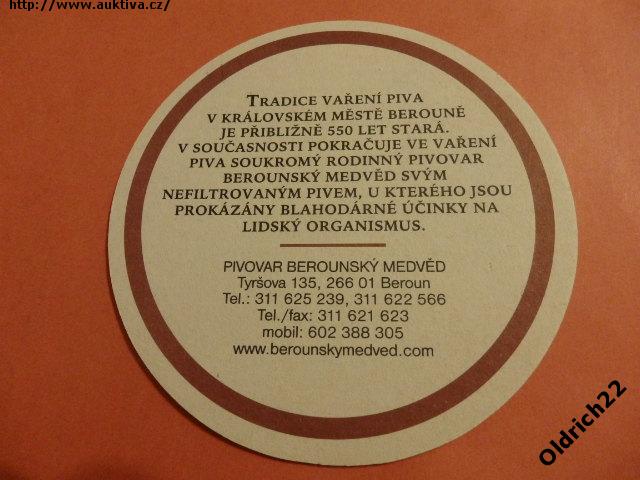 http://www.auktiva.cz/
TRADICE VAŘENÍ PIVA
V KRÁLOVSKÉM MĚSTĚ BEROUNĚ
JE PŘIBLIŽNĚ 550 LET STARÁ.
V SOUČASNOSTI POKRAČUJE VE VAŘENÍ
PIVA SOUKROMÝ RODINNÝ PIVOVAR
BEROUNSKÝ MEDVĚD SVÝM
NEFILTROVANÝM PIVEM, U KTERÉHO JSOU
PROKÁZÁNY BLAHODÁRNÉ ÚČINKY NA
LIDSKÝ ORGANISMUS.
PIVOVAR BEROUNSKÝ MEDVĚD
Tyršova 135, 266 01 Beroun
Tel.: 311 625 239, 311 622 566
Tel./fax: 311 621 623
mobil: 602 388 305
www.berounskymedved.com
Oldrich22